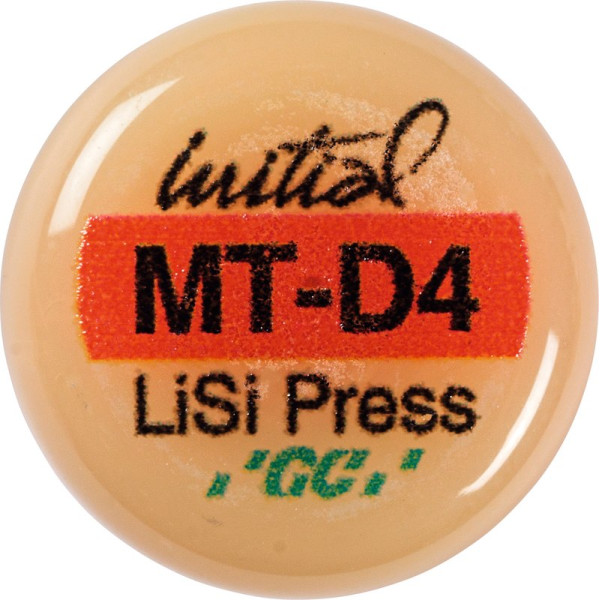 initial
MT-D4
LiSi Press
GC